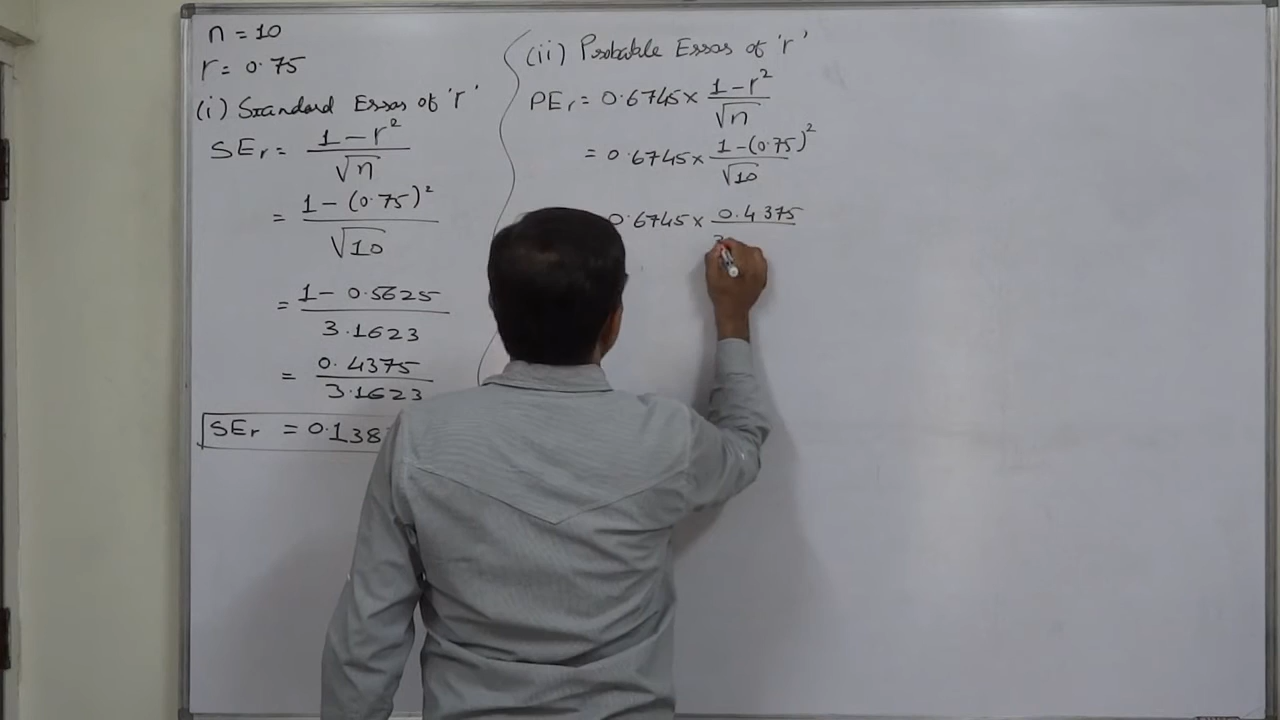 n = 10
r = 0.75
(i) Standard Error of 'r'
SEr = 1 − r² / √n
= 1 − (0.75)² / √10
= 1 − 0.5625 / 3.1623
= 0.4375 / 3.1623
SEr = 0.138
(ii) Probable Error of 'r'
PEr = 0.6745 × 1 − r² / √n
= 0.6745 × 1 − (0.75)² / √10
0.6745 × 0.4375